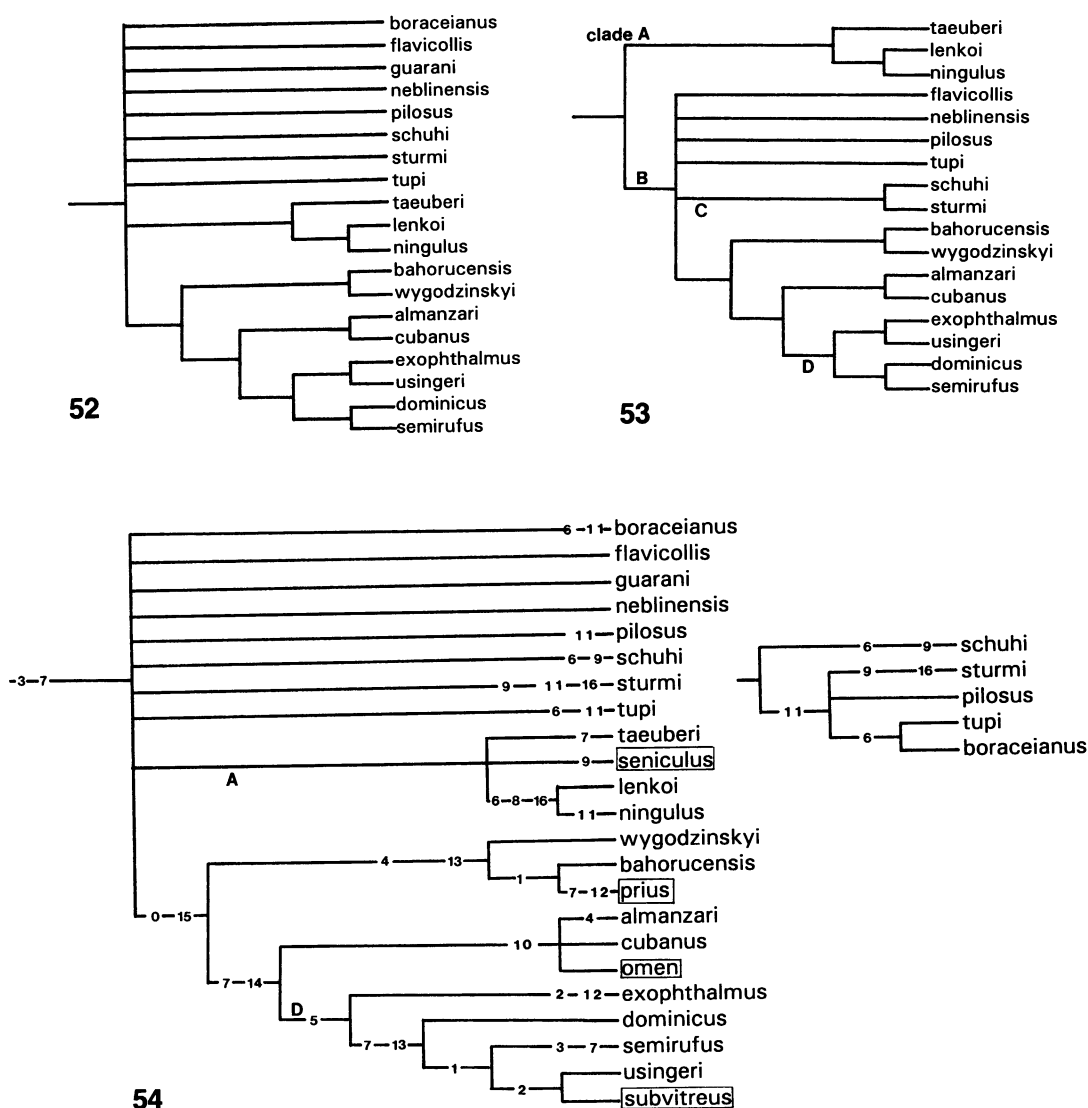 boraceianus
flavicollis
guarani
neblinensis
pilosus
schuhi
sturmi
tupi
taeuberi
lenkoi
ningulus
bahorucensis
wygodzinskyi
almanzari
cubanus
exophthalmus
usingeri
dominicus
semirufus
52
clade A
taeuberi
lenkoi
ningulus
flavicollis
neblinensis
pilosus
tupi
B
schuhi
C
sturmi
bahorucensis
wygodzinskyi
almanzari
cubanus
exophthalmus
usingeri
D
dominicus
semirufus
53
6 11 boraceianus
flavicollis
guarani
neblinensis
11 pilosus
3 7
6 9 schuhi
9 11 16 sturmi
6 11 tupi
7 taeuberi
A
9 seniculus
lenkoi
6 8 16
11 ningulus
wygodzinskyi
4 13
bahorucensis
1
7 12 prius
0 15
4 almanzari
10 cubanus
omen
7 14
D
5
2 12 exophthalmus
dominicus
7 13
3 7 semirufus
1
usingeri
2
subvitreus
54
6 9 schuhi
9 16 sturmi
11
pilosus
tupi
6
boraceianus